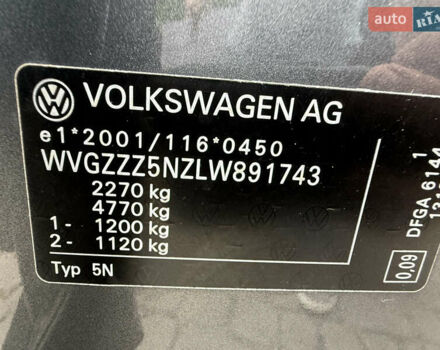 auto RIA
VOLKSWAGEN AG
e1*2001/116*0450
WVGZZZ5NZLW891743
2270 kg
4770 kg
1- 1200 kg
2- 1120 kg
Typ 5N
DFGA 6144
0.09